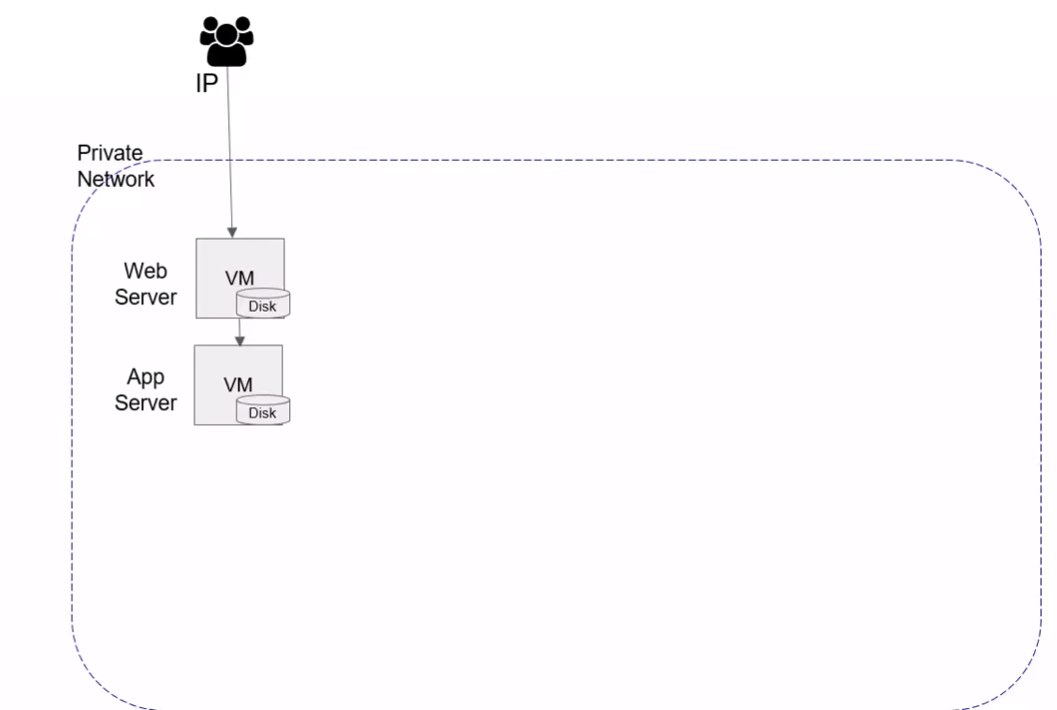 IP
Private
Network
Web
Server
VM
Disk
App
Server
VM
Disk